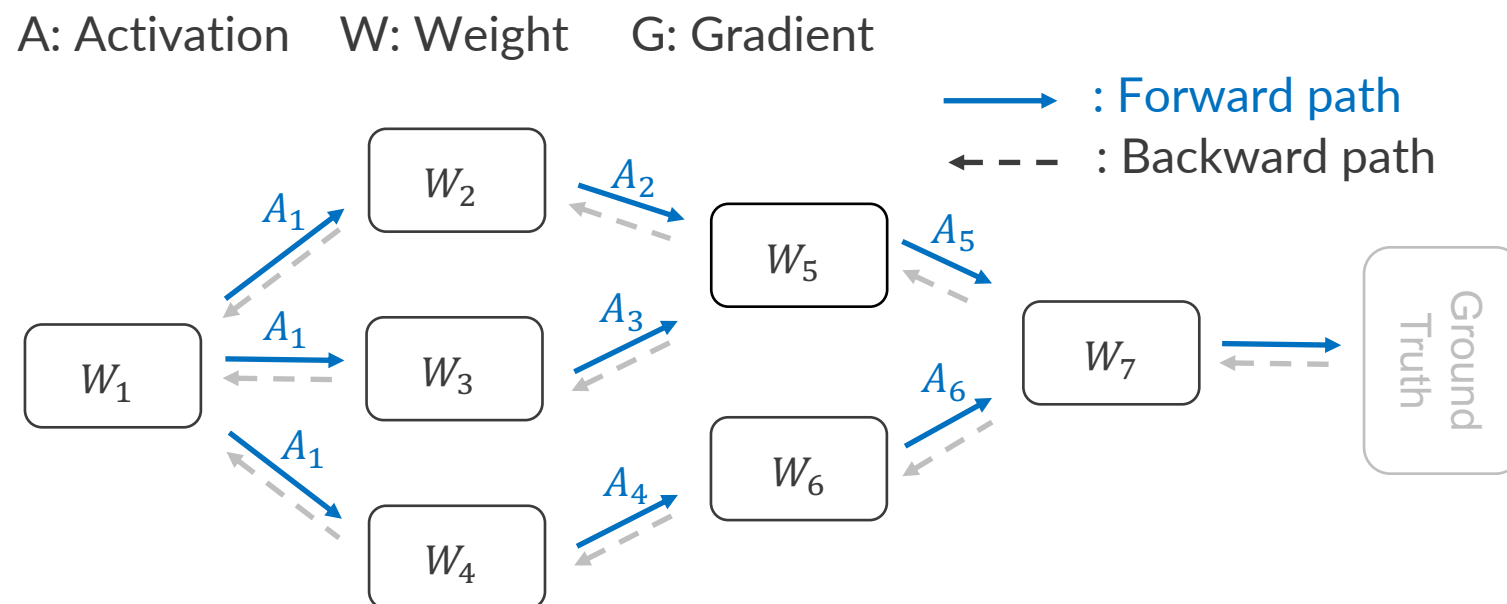 A: Activation W: Weight G: Gradient
: Forward path
: Backward path
W₂
A₂
A₁
W₅
A₅
A₁
A₃
W₁
W₃
W₇
Ground
Truth
A₆
A₁
A₄
W₆
W₄